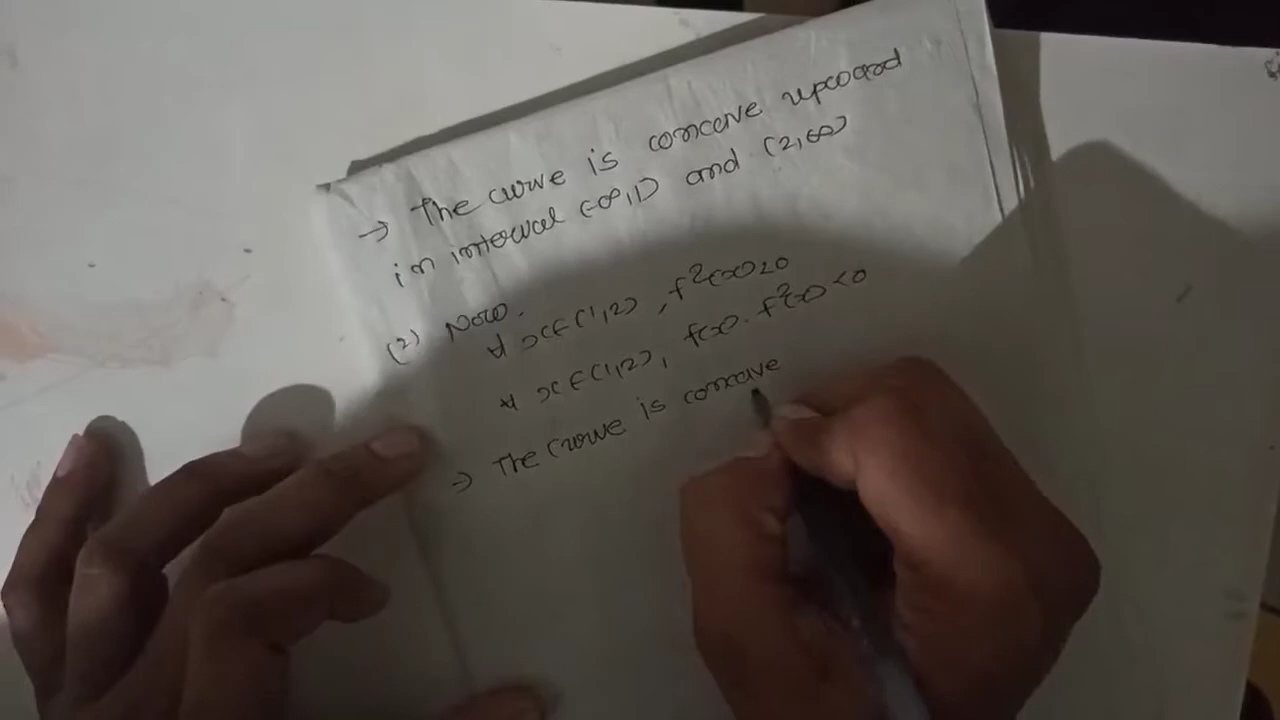 → The curve is concave upward
in interval (-∞,1) and (2,∞)
(2) Now.
∀ x∈(1,2), f²(x)<0
∀ x∈(1,2), f(x).f²(x)<0
→ The curve is concave